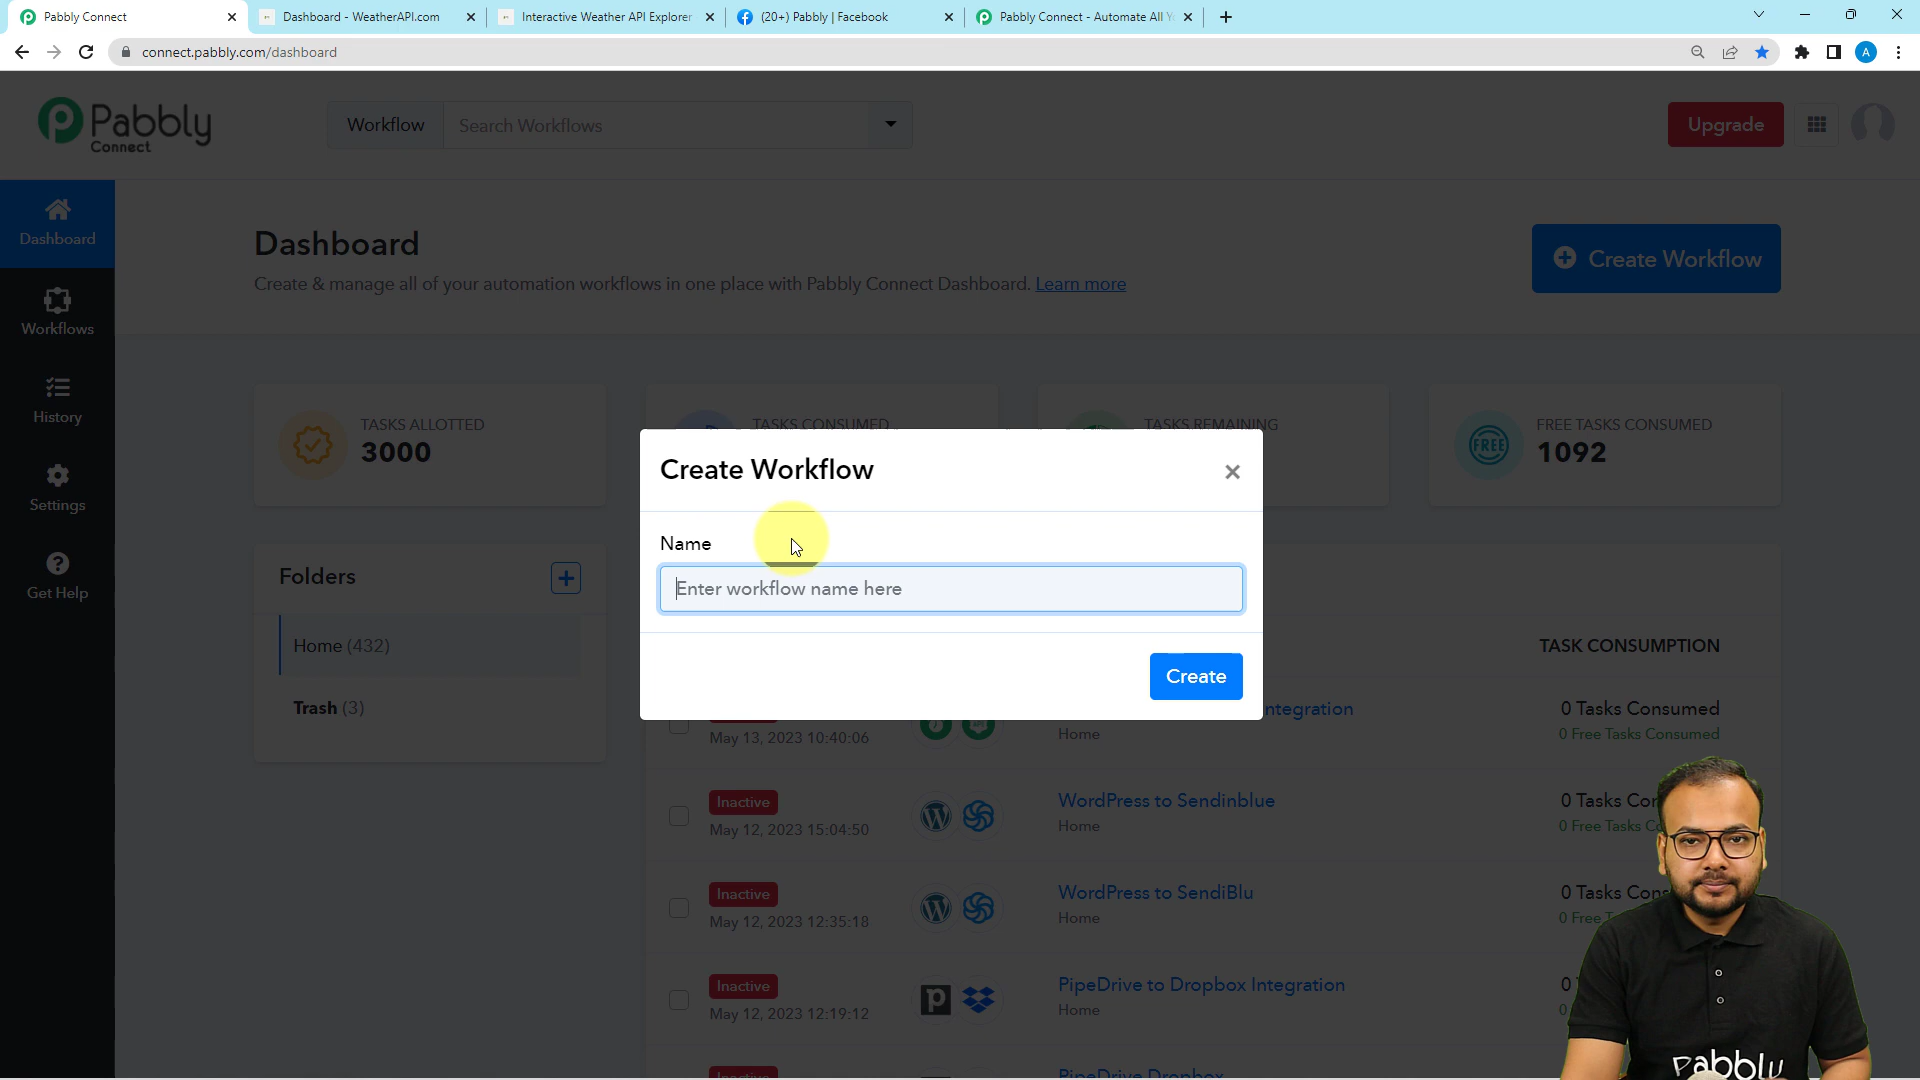 Pabbly Connect
Dashboard - WeatherAPI.com
Interactive Weather API Explorer
(20+) Pabbly | Facebook
Pabbly Connect - Automate All Y
connect.pabbly.com/dashboard
A
Pabbly
Connect
Workflow
Search Workflows
Upgrade
Dashboard
Workflows
History
Settings
Get Help
Dashboard
Create & manage all of your automation workflows in one place with Pabbly Connect Dashboard. Learn more
Create Workflow
TASKS ALLOTTED
3000
TASKS CONSUMED
TASKS REMAINING
FREE
FREE TASKS CONSUMED
1092
Folders
Home (432)
Trash (3)
Create Workflow
Name
Enter workflow name here
Create
TASK CONSUMPTION
ntegration
0 Tasks Consumed
May 13, 2023 10:40:06
Home
0 Free Tasks Consumed
Inactive
WordPress to Sendinblue
0 Tasks Con
May 12, 2023 15:04:50
Home
0 Free Tasks C
Inactive
WordPress to SendiBlu
0 Tasks Cons
May 12, 2023 12:35:18
Home
0 Free T
Inactive
PipeDrive to Dropbox Integration
0
May 12, 2023 12:19:12
Home
0
Inactive
PipeDrive Dropbox
Pabbly